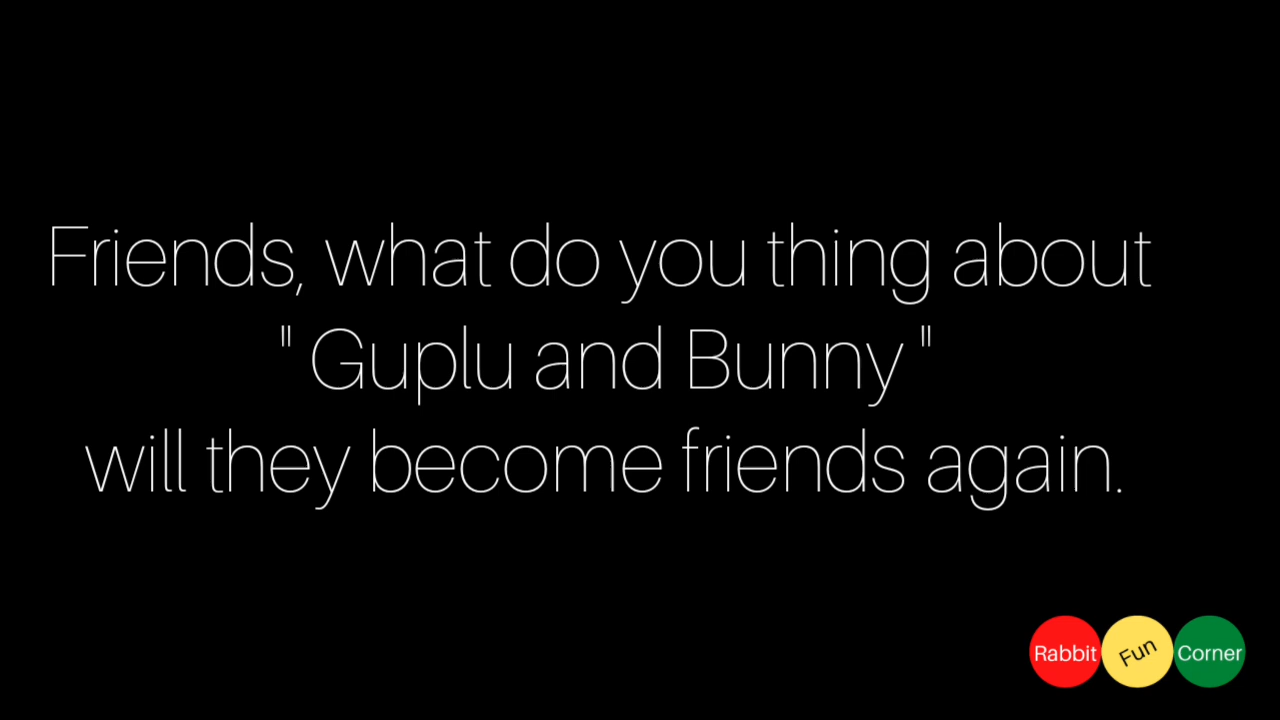 Friends, what do you thing about
" Guplu and Bunny "
will they become friends again.
Rabbit Fun Corner